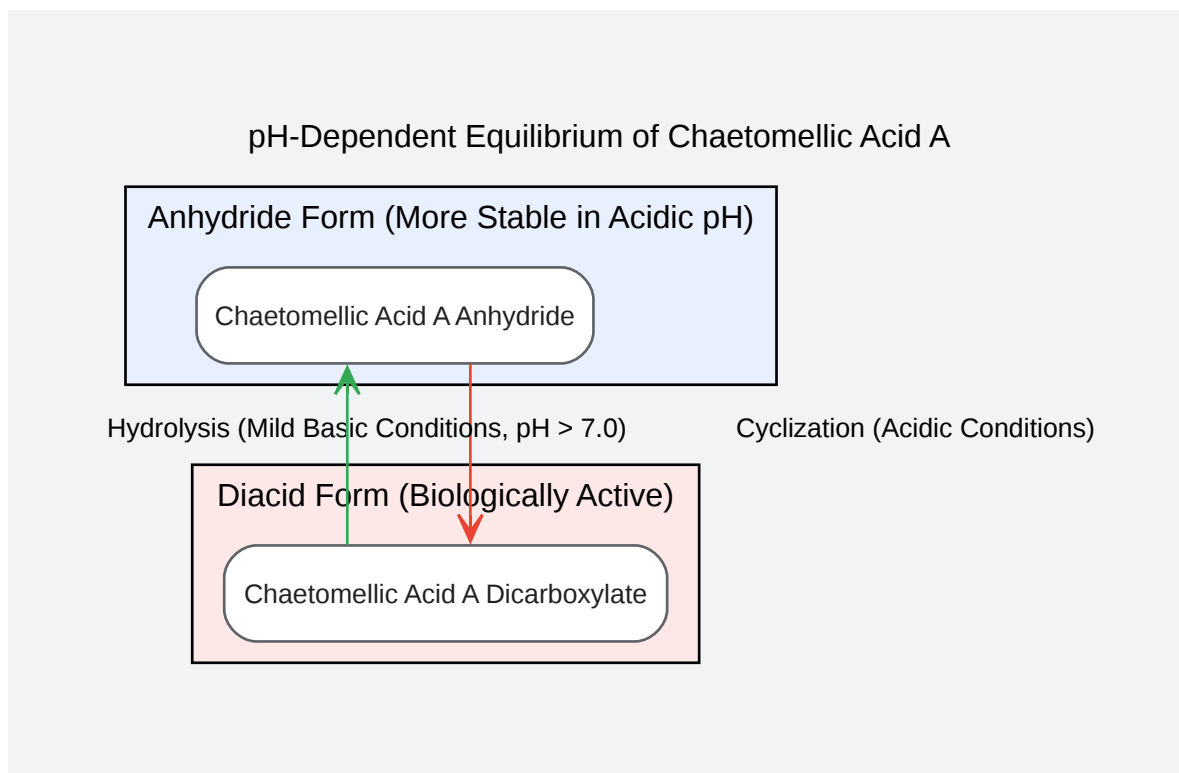 pH-Dependent Equilibrium of Chaetomellic Acid A
Anhydride Form (More Stable in Acidic pH)
Chaetomellic Acid A Anhydride
Hydrolysis (Mild Basic Conditions, pH > 7.0)
Cyclization (Acidic Conditions)
Diacid Form (Biologically Active)
Chaetomellic Acid A Dicarboxylate